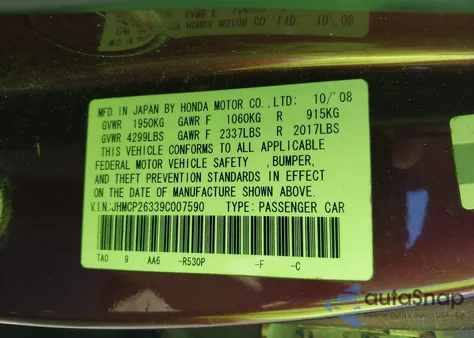 MFD. IN JAPAN BY HONDA MOTOR CO., LTD: 10/'08
GVWR 1950KG GAWR F 1060KG R 915KG
GVWR 4299LBS GAWR F 2337LBS R 2017LBS
THIS VEHICLE CONFORMS TO ALL APPLICABLE
FEDERAL MOTOR VEHICLE SAFETY , BUMPER,
AND THEFT PREVENTION STANDARDS IN EFFECT
ON THE DATE OF MANUFACTURE SHOWN ABOVE.
V.I.N:JHMCP26339C007590 TYPE: PASSENGER CAR
TA0 9 AA6 -R530P -F -C
autoSnap